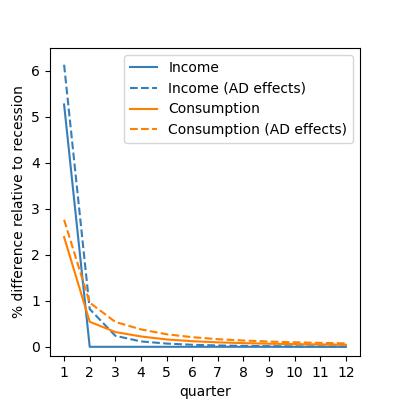 Income
Income (AD effects)
Consumption
Consumption (AD effects)
% difference relative to recession
6
5
4
3
2
1
0
1 2 3 4 5 6 7 8 9 10 11 12
quarter